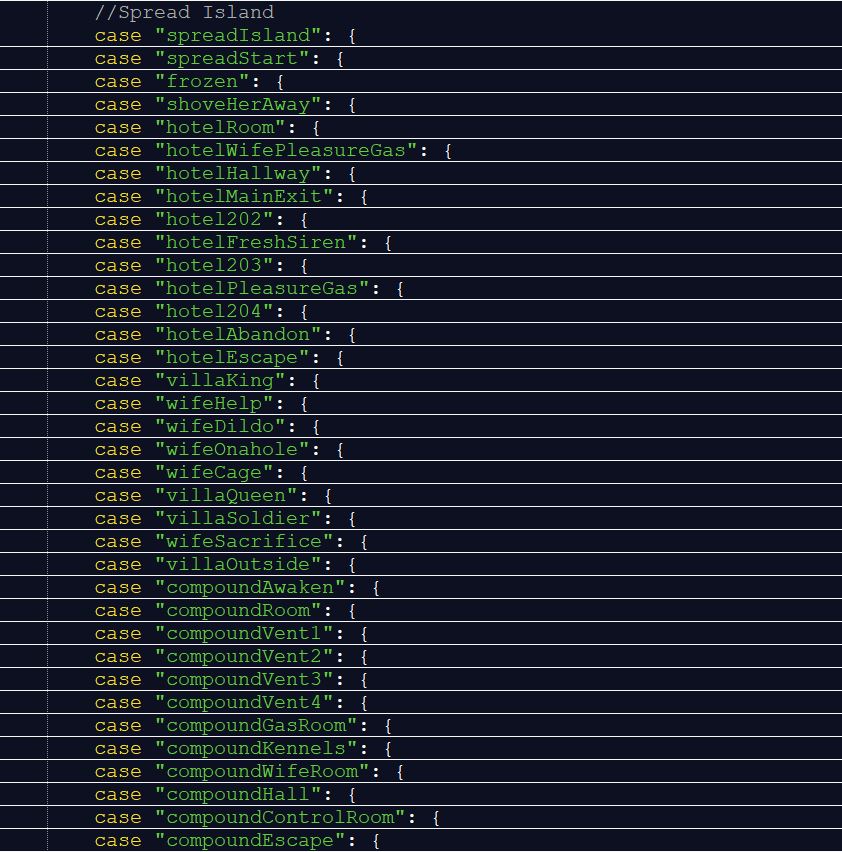 //Spread Island
case "spreadIsland": {
case "spreadStart": {
case "frozen": {
case "shoveHerAway": {
case "hotelRoom": {
case "hotelWifePleasureGas": {
case "hotelHallway": {
case "hotelMainExit": {
case "hotel202": {
case "hotelFreshSiren": {
case "hotel203": {
case "hotelPleasureGas": {
case "hotel204": {
case "hotelAbandon": {
case "hotelEscape": {
case "villaKing": {
case "wifeHelp": {
case "wifeDildo": {
case "wifeOnahole": {
case "wifeCage": {
case "villaQueen": {
case "villaSoldier": {
case "wifeSacrifice": {
case "villaOutside": {
case "compoundAwaken": {
case "compoundRoom": {
case "compoundVent1": {
case "compoundVent2": {
case "compoundVent3": {
case "compoundVent4": {
case "compoundGasRoom": {
case "compoundKennels": {
case "compoundWifeRoom": {
case "compoundHall": {
case "compoundControlRoom": {
case "compoundEscape": {